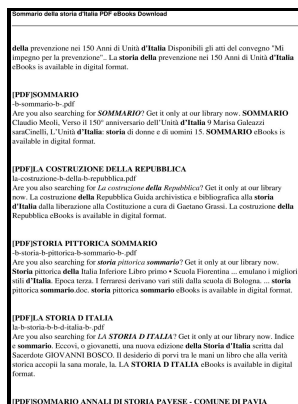 Sommario della storia d'Italia PDF eBooks Download
della prevenzione nei 150 Anni di Unità d'Italia Disponibili gli atti del convegno "Mi
impegno per la prevenzione".. La storia della prevenzione nei 150 Anni di Unità d'Italia
eBooks is available in digital format.
[PDF]SOMMARIO
-b-sommario-b-.pdf
Are you also searching for SOMMARIO? Get it only at our library now. SOMMARIO
Claudio Meoli, Verso il 150° anniversario dell'Unità d'Italia 9 Marisa Galeazzi
saraCinelli, L'Unità d'Italia: storia di donne e di uomini 15. SOMMARIO eBooks is
available in digital format.
[PDF]LA COSTRUZIONE DELLA REPUBBLICA
la-costruzione-b-della-b-repubblica.pdf
Are you also searching for La costruzione della Repubblica? Get it only at our library
now. La costruzione della Repubblica Guida archivistica e bibliografica alla storia
d'Italia dalla liberazione alla Costituzione a cura di Gaetano Grassi. La costruzione della
Repubblica eBooks is available in digital format.
[PDF]STORIA PITTORICA SOMMARIO
-b-storia-b-pittorica-b-sommario-b-.pdf
Are you also searching for storia pittorica sommario? Get it only at our library now.
Storia pittorica della Italia Inferiore Libro primo • Scuola Fiorentina ... emulano i migliori
stili d'Italia. Epoca terza. I ferraresi derivano vari stili dalla scuola di Bologna. ... storia
pittorica sommario.doc. storia pittorica sommario eBooks is available in digital format.
[PDF]LA STORIA D ITALIA
la-b-storia-b-b-d-italia-b-.pdf
Are you also searching for LA STORIA D ITALIA? Get it only at our library now. Indice
e sommario. Eccovi, o giovanetti, una nuova edizione della Storia d'Italia scritta dal
Sacerdote GIOVANNI BOSCO. Il desiderio di porvi tra le mani un libro che alla verità
storica accopii la sana morale, la. LA STORIA D ITALIA eBooks is available in digital
format.
[PDF]SOMMARIO ANNALI DI STORIA PAVESE - COMUNE DI PAVIA